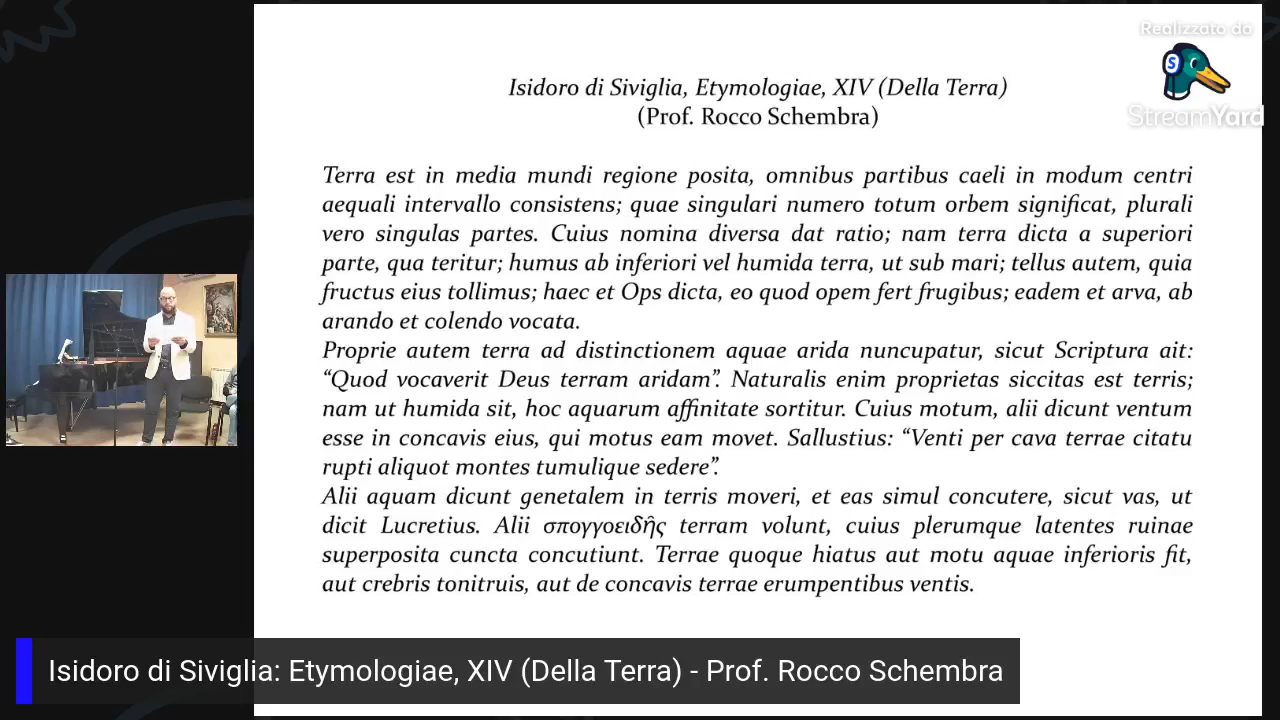 Realizzato da
StreamYard
Isidoro di Siviglia, Etymologiae, XIV (Della Terra)
(Prof. Rocco Schembra)
Terra est in media mundi regione posita, omnibus partibus caeli in modum centri
aequali intervallo consistens; quae singulari numero totum orbem significat, plurali
vero singulas partes. Cuius nomina diversa dat ratio; nam terra dicta a superiori
parte, qua teritur; humus ab inferiori vel humida terra, ut sub mari; tellus autem, quia
fructus eius tollimus; haec et Ops dicta, eo quod opem fert frugibus; eadem et arva, ab
arando et colendo vocata.
Proprie autem terra ad distinctionem aquae arida nuncupatur, sicut Scriptura ait:
“Quod vocaverit Deus terram aridam”. Naturalis enim proprietas siccitas est terris;
nam ut humida sit, hoc aquarum affinitate sortitur. Cuius motum, alii dicunt ventum
esse in concavis eius, qui motus eam movet. Sallustius: “Venti per cava terrae citatu
rupti aliquot montes tumulique sedere”.
Alii aquam dicunt genetalem in terris moveri, et eas simul concutere, sicut vas, ut
dicit Lucretius. Alii σπογγοειδῆς terram volunt, cuius plerumque latentes ruinae
superposita cuncta concutiunt. Terrae quoque hiatus aut motu aquae inferioris fit,
aut crebris tonitruis, aut de concavis terrae erumpentibus ventis.
Isidoro di Siviglia: Etymologiae, XIV (Della Terra) - Prof. Rocco Schembra